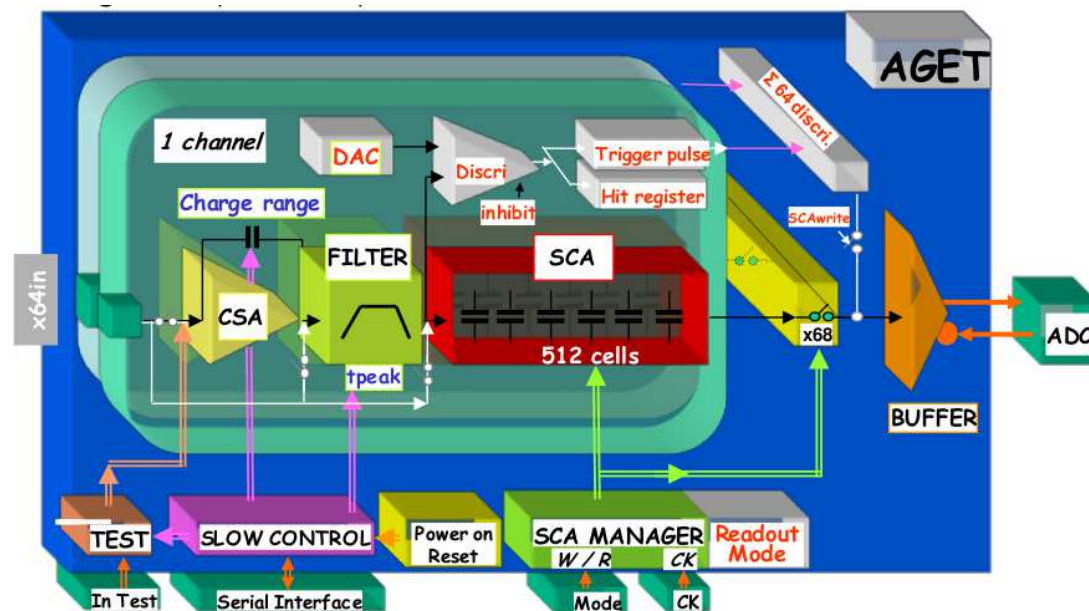 AGET
Σ 64 discri.
1 channel
DAC
Discri
Trigger pulse
Hit register
inhibit
Charge range
SCAwrite
FILTER
SCA
x64in
CSA
x68
ADC
512 cells
tpeak
BUFFER
TEST
SLOW CONTROL
Power on
Reset
SCA MANAGER
W / R
CK
Readout
Mode
In Test
Serial Interface
Mode
CK